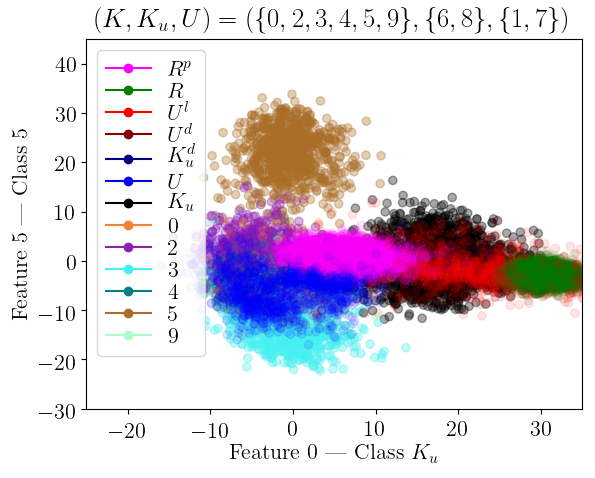 (K, K_u, U) = ({0, 2, 3, 4, 5, 9}, {6, 8}, {1, 7})
R^p
R
U^l
U^d
K_u^d
U
K_u
0
2
3
4
5
9
Feature 5 — Class 5
40
30
20
10
0
−10
−20
−30
−20 −10 0 10 20 30
Feature 0 — Class K_u